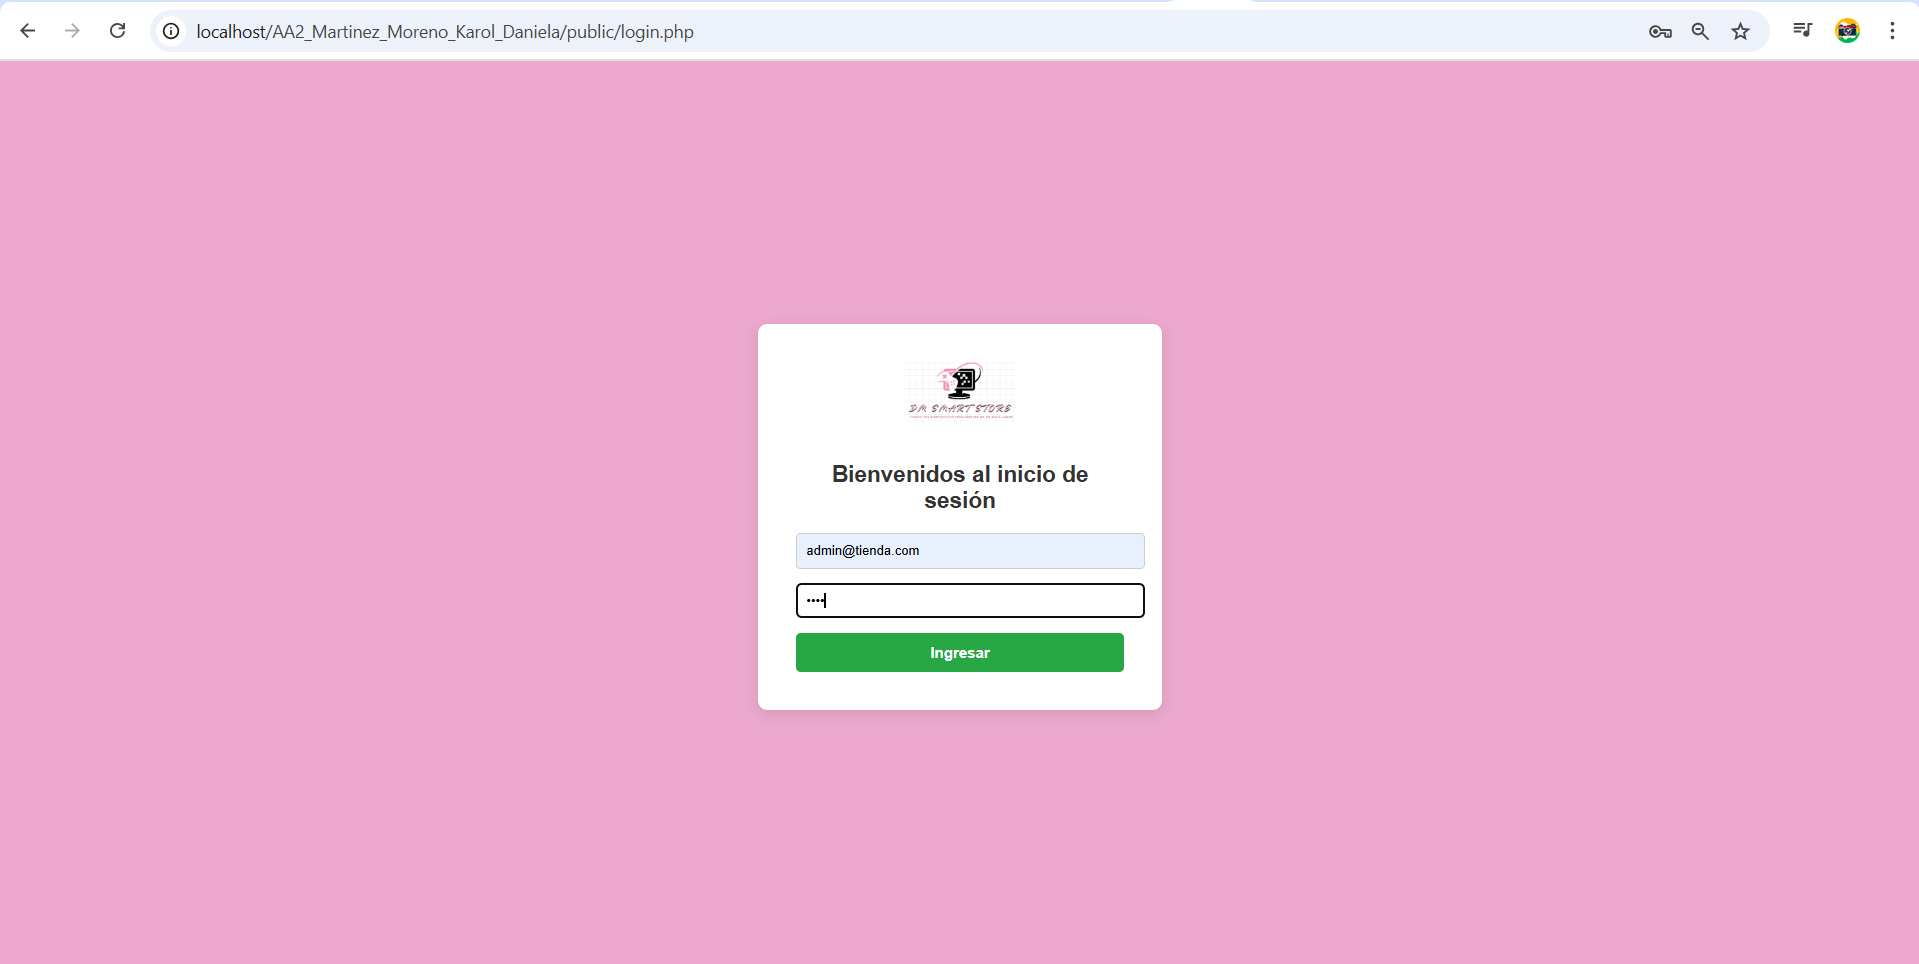 localhost/AA2_Martinez_Moreno_Karol_Daniela/public/login.php
DM SMART STORE
Bienvenidos al inicio de
sesión
admin@tienda.com
••••
Ingresar